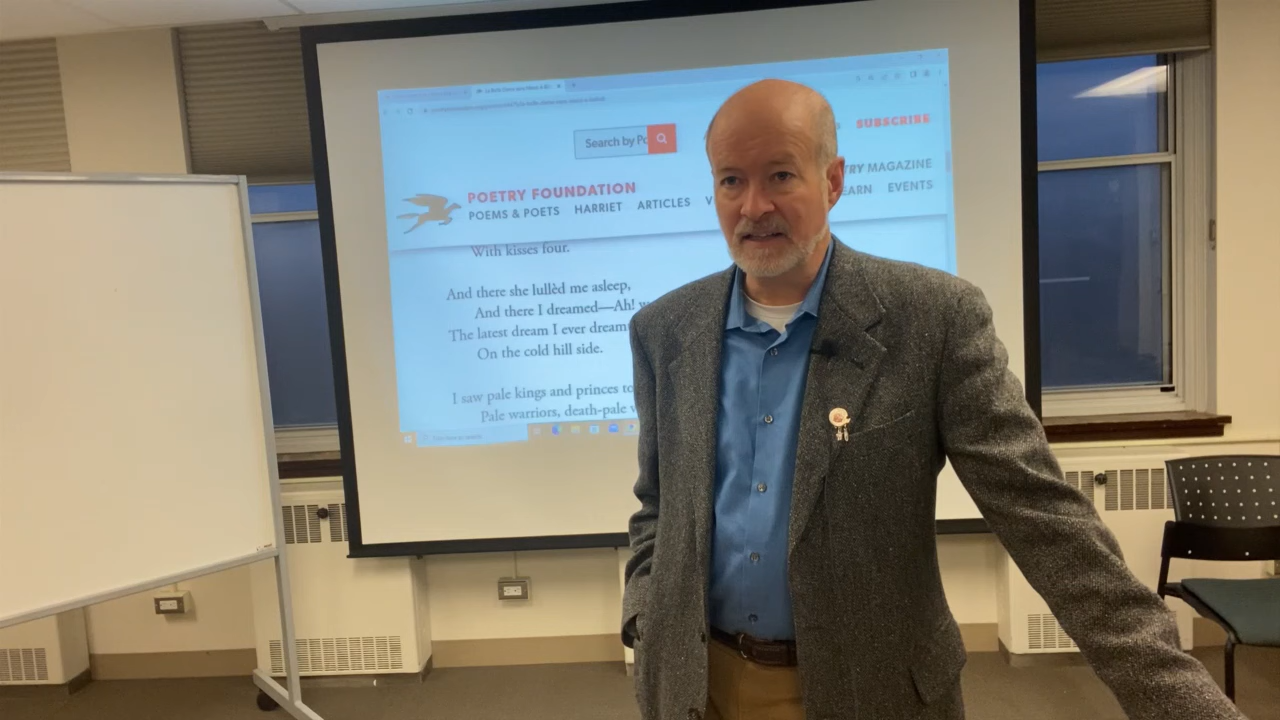 Search by Po
SUBSCRIBE
POETRY FOUNDATION
TRY MAGAZINE
POEMS & POETS HARRIET ARTICLES V EARN EVENTS
With kisses four.
And there she lullèd me asleep,
And there I dreamed—Ah!
The latest dream I ever dream
On the cold hill side.
I saw pale kings and princes to
Pale warriors, death-pale